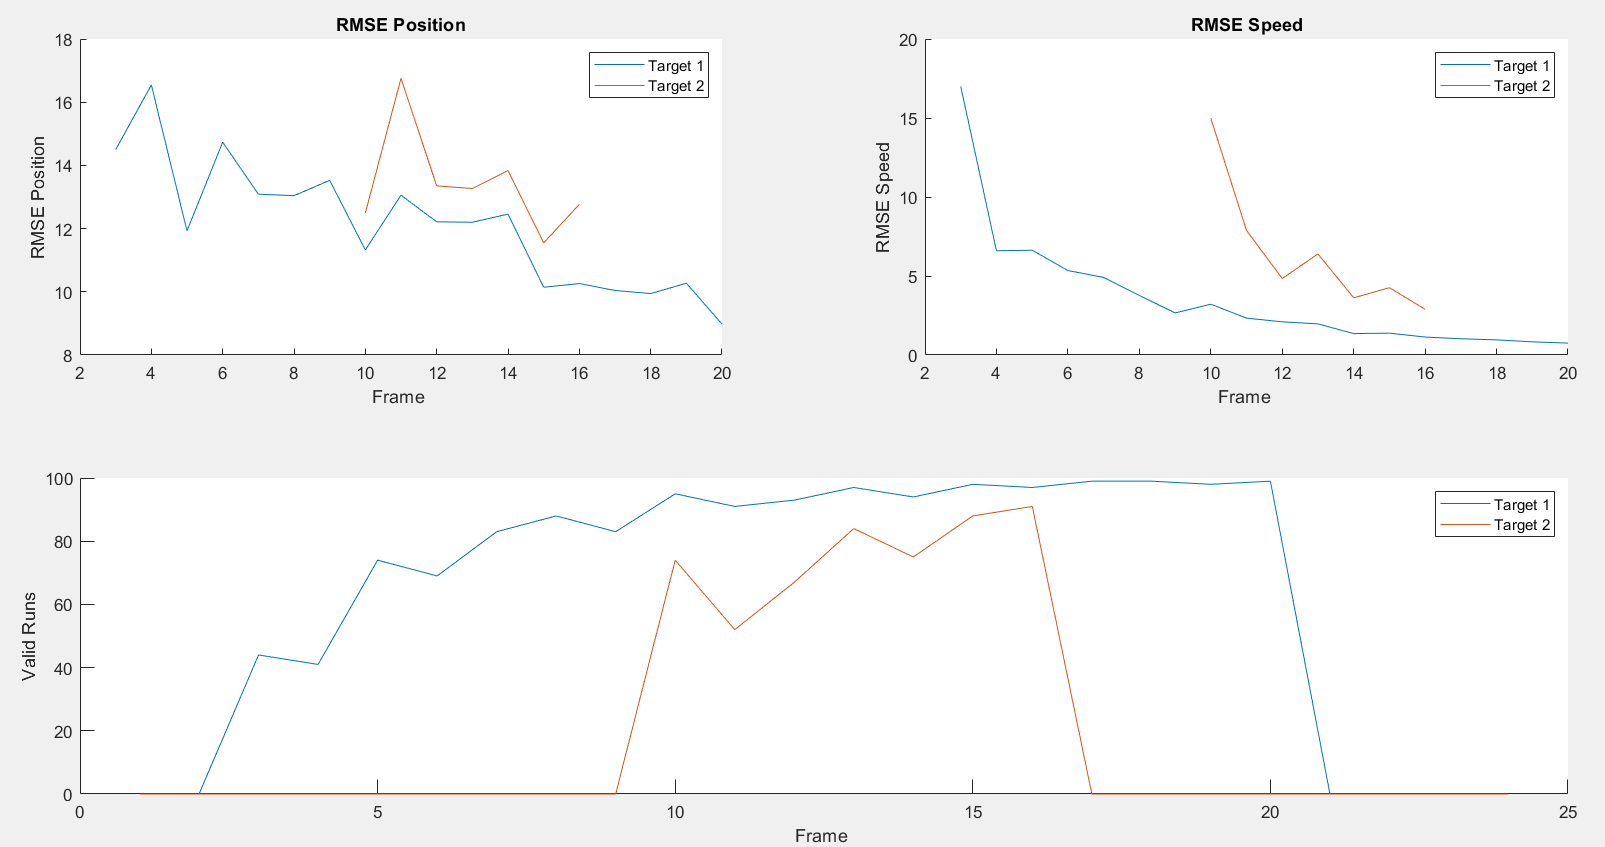 RMSE Position
18
16
14
12
10
8
RMSE Position
2 4 6 8 10 12 14 16 18 20
Frame
Target 1
Target 2
RMSE Speed
20
15
10
5
0
RMSE Speed
2 4 6 8 10 12 14 16 18 20
Frame
Target 1
Target 2
100
80
60
40
20
0
Valid Runs
0 5 10 15 20 25
Frame
Target 1
Target 2